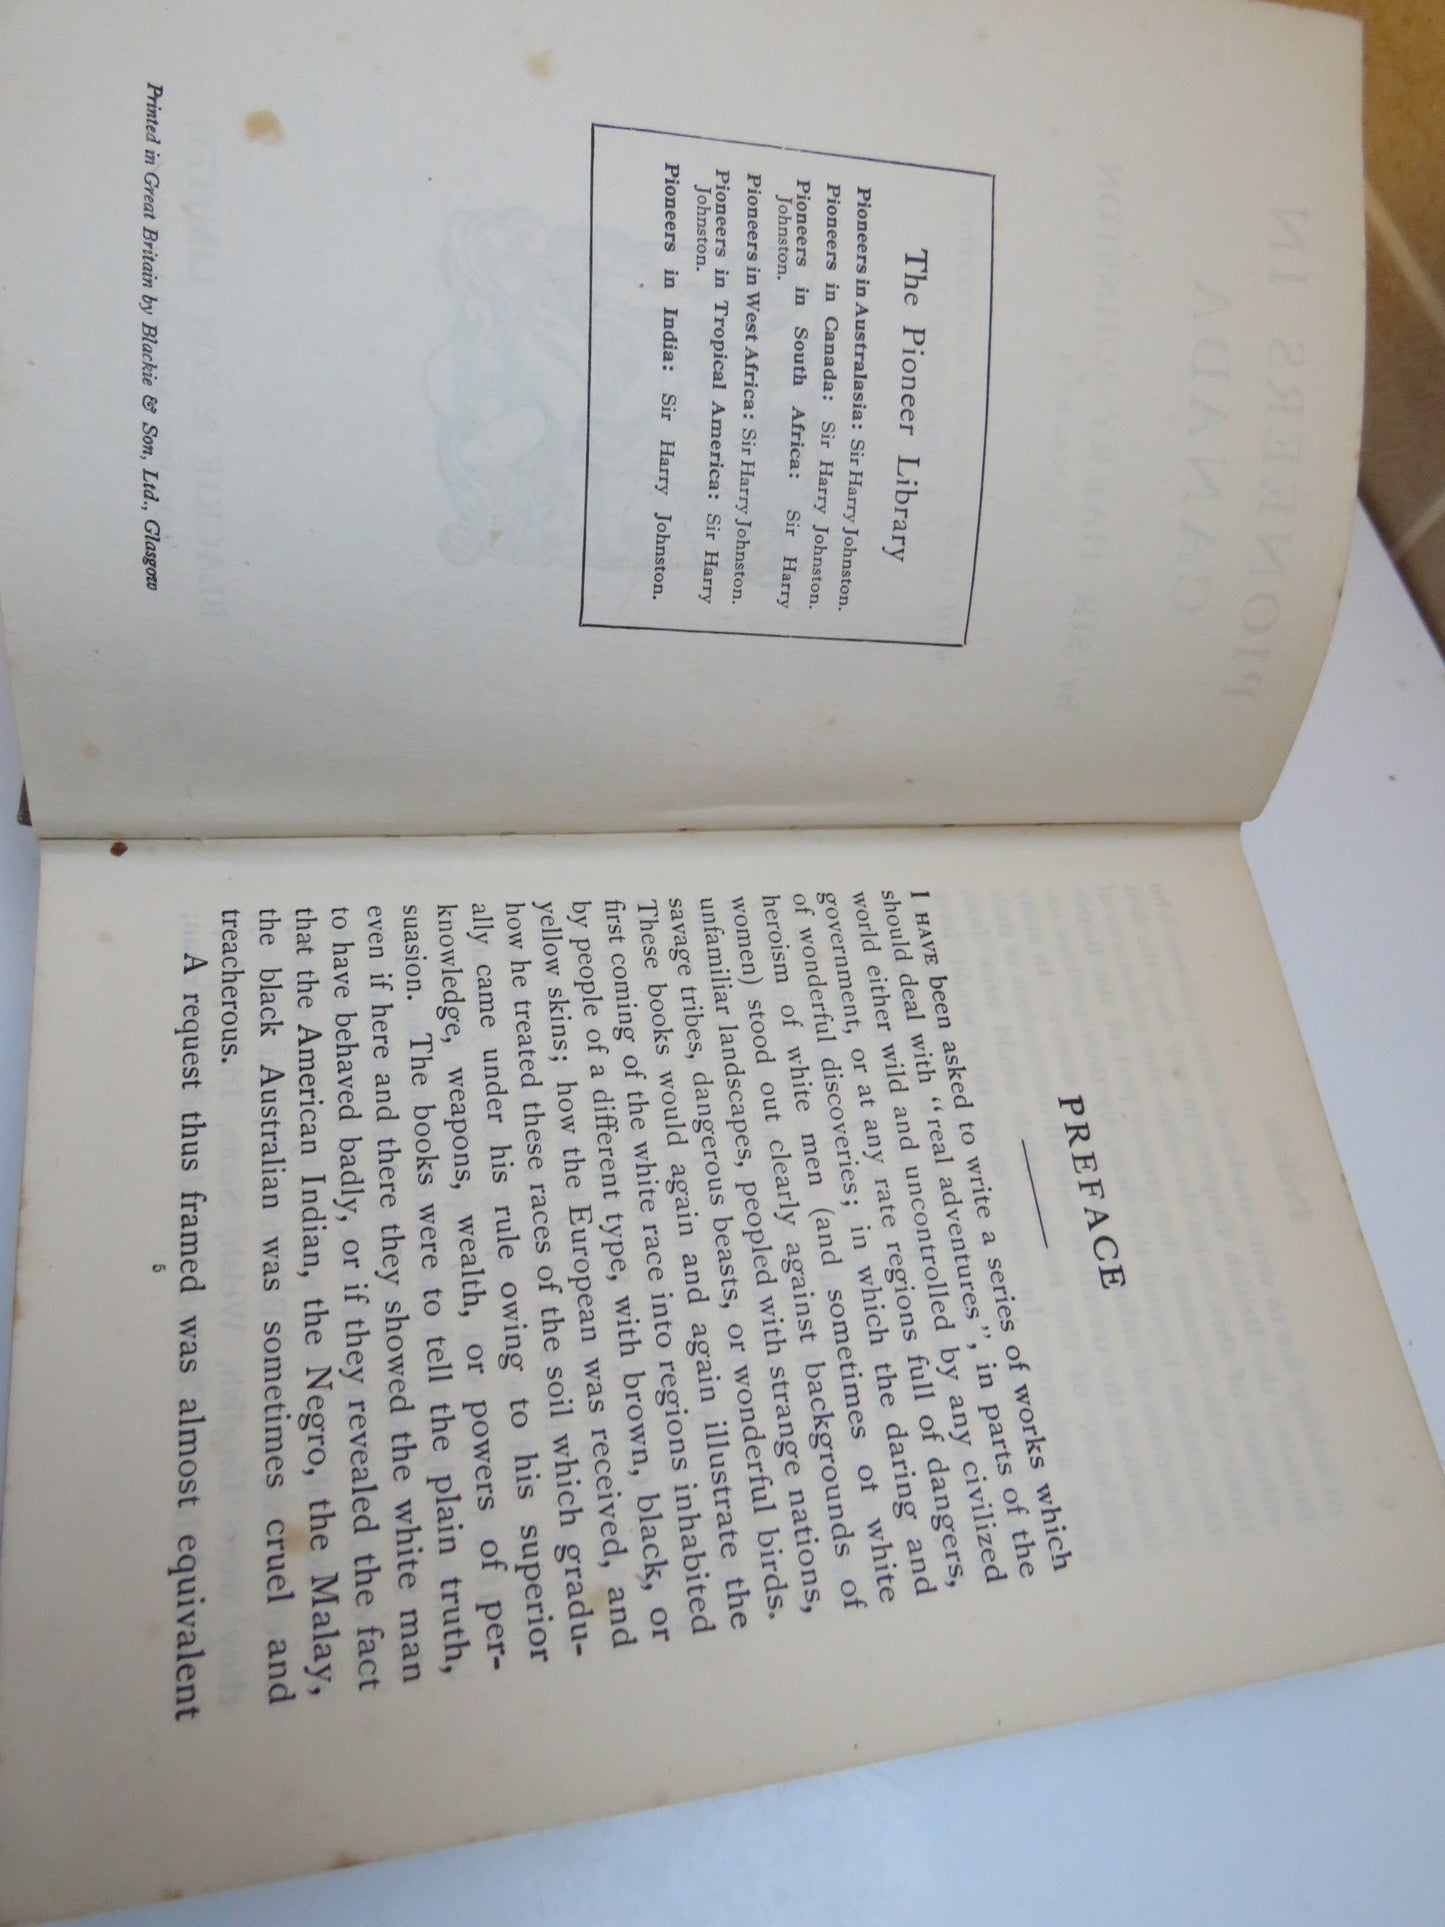 The Pioneer Library
Pioneers in Australasia: Sir Harry Johnston.
Pioneers in Canada: Sir Harry Johnston.
Pioneers in South Africa: Sir Harry
Johnston.
Pioneers in West Africa: Sir Harry Johnston.
Pioneers in Tropical America: Sir Harry
Johnston.
Pioneers in India: Sir Harry Johnston.
Printed in Great Britain by Blackie & Son, Ltd., Glasgow
PREFACE
I HAVE been asked to write a series of works which
should deal with “real adventures”, in parts of the
world either wild and uncontrolled by any civilized
government, or at any rate regions full of dangers,
of wonderful discoveries; in which the daring and
heroism of white men (and sometimes of white
women) stood out clearly against backgrounds of
unfamiliar landscapes, peopled with strange nations,
savage tribes, dangerous beasts, or wonderful birds.
These books would again and again illustrate the
first coming of the white race into regions inhabited
by people of a different type, with brown, black, or
yellow skins; how the European was received, and
how he treated these races of the soil which gradu-
ally came under his rule owing to his superior
knowledge, weapons, wealth, or powers of per-
suasion. The books were to tell the plain truth,
even if here and there they showed the white man
to have behaved badly, or if they revealed the fact
that the American Indian, the Negro, the Malay,
the black Australian was sometimes cruel and
treacherous.
A request thus framed was almost equivalent
5